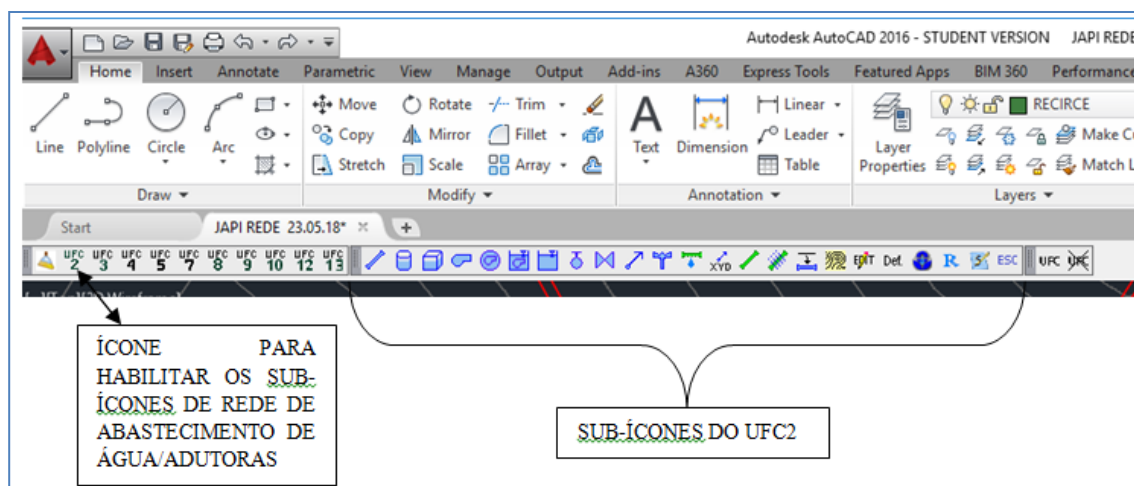 Autodesk AutoCAD 2016 - STUDENT VERSION JAPI REDE
Home Insert Annotate Parametric View Manage Output Add-ins A360 Express Tools Featured Apps BIM 360 Performance
Line Polyline Circle Arc
Move Rotate Trim
Copy Mirror Fillet
Stretch Scale Array
Text Dimension
Linear
Leader
Table
Layer Properties
RECIRCE
Make Cu
Match L
Draw Modify Annotation Layers
Start JAPI REDE 23.05.18* +
UFC 2 UFC 3 UFC 4 UFC 5 UFC 7 UFC 8 UFC 9 UFC 10 UFC 12 UFC 13 XYD EDIT Def. R S ESC UFC UFC
ÍCONE PARA
HABILITAR OS SUB-
ÍCONES DE REDE DE
ABASTECIMENTO DE
ÁGUA/ADUTORAS
SUB-ÍCONES DO UFC2